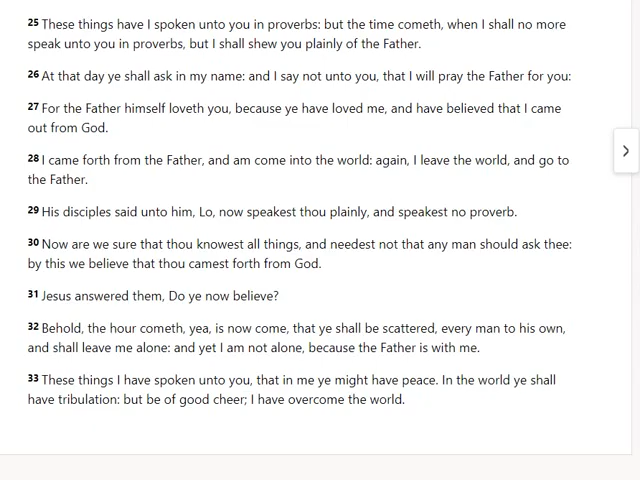 25 These things have I spoken unto you in proverbs: but the time cometh, when I shall no more
speak unto you in proverbs, but I shall shew you plainly of the Father.
26 At that day ye shall ask in my name: and I say not unto you, that I will pray the Father for you:
27 For the Father himself loveth you, because ye have loved me, and have believed that I came
out from God.
28 I came forth from the Father, and am come into the world: again, I leave the world, and go to
the Father.
29 His disciples said unto him, Lo, now speakest thou plainly, and speakest no proverb.
30 Now are we sure that thou knowest all things, and needest not that any man should ask thee:
by this we believe that thou camest forth from God.
31 Jesus answered them, Do ye now believe?
32 Behold, the hour cometh, yea, is now come, that ye shall be scattered, every man to his own,
and shall leave me alone: and yet I am not alone, because the Father is with me.
33 These things I have spoken unto you, that in me ye might have peace. In the world ye shall
have tribulation: but be of good cheer; I have overcome the world.